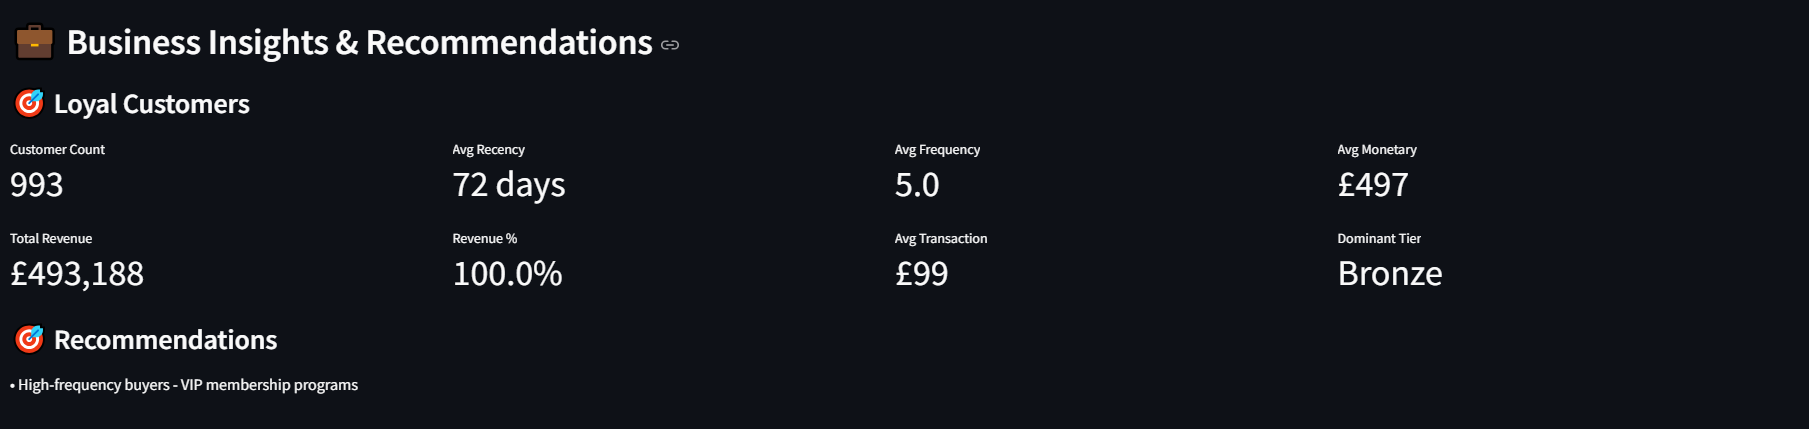 Business Insights & Recommendations
Loyal Customers
Customer Count
993
Avg Recency
72 days
Avg Frequency
5.0
Avg Monetary
£497
Total Revenue
£493,188
Revenue %
100.0%
Avg Transaction
£99
Dominant Tier
Bronze
Recommendations
• High-frequency buyers - VIP membership programs